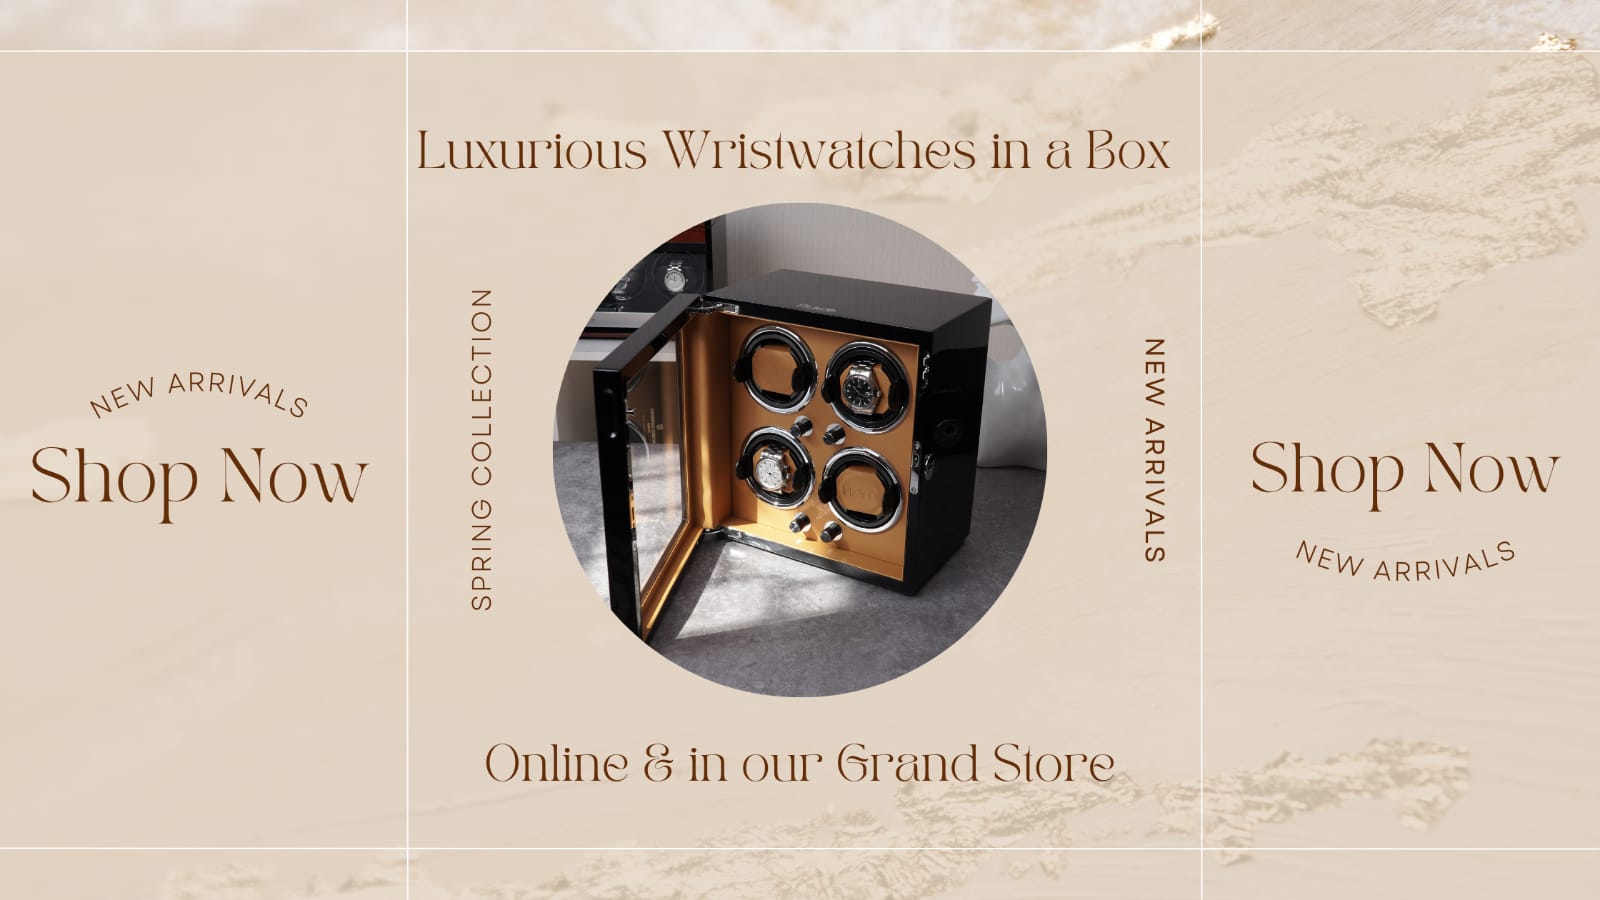 Luxurious Wristwatches in a Box
NEW ARRIVALS
Shop Now
SPRING COLLECTION
NEW ARRIVALS
Shop Now
NEW ARRIVALS
Online & in our Grand Store